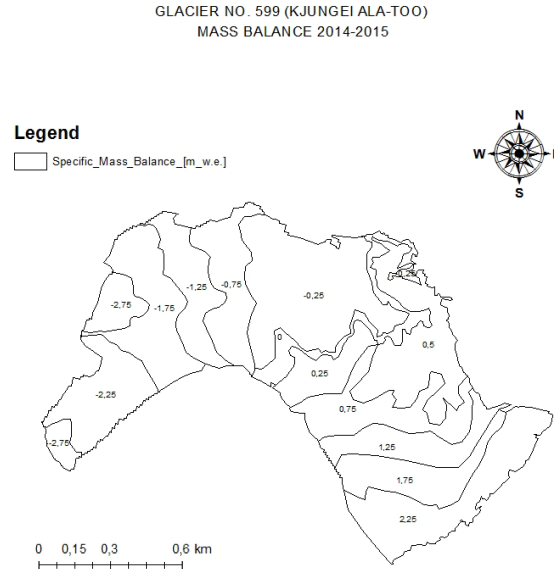 GLACIER NO. 599 (KJUNGEI ALA-TOO)
MASS BALANCE 2014-2015
Legend
Specific_Mass_Balance_[m_w.e.]
N
W
S
-1,25
-0,75
-0,25
-2,75
-1,75
0
0,5
0,25
-2,25
0,75
-2,75
1,25
1,75
2,25
0 0,15 0,3 0,6 km